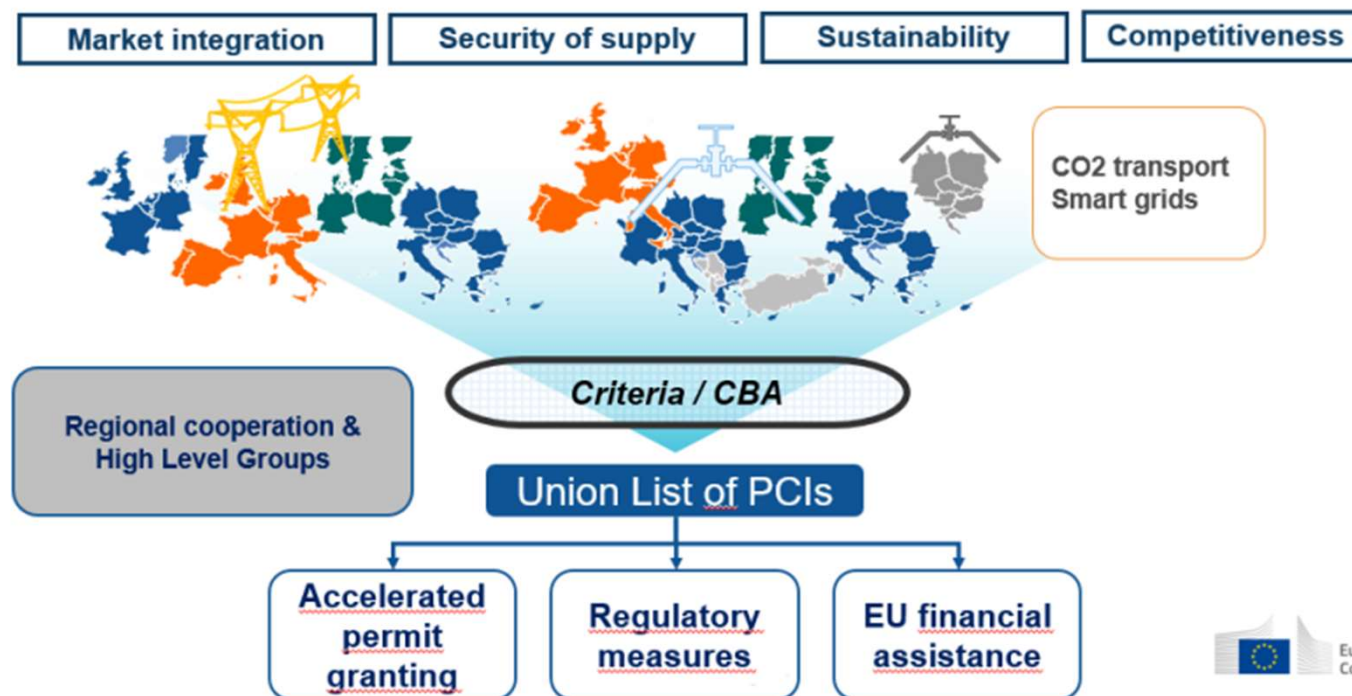 Market integration
Security of supply
Sustainability
Competitiveness
CO2 transport
Smart grids
Criteria / CBA
Regional cooperation &
High Level Groups
Union List of PCIs
Accelerated
permit
granting
Regulatory
measures
EU financial
assistance